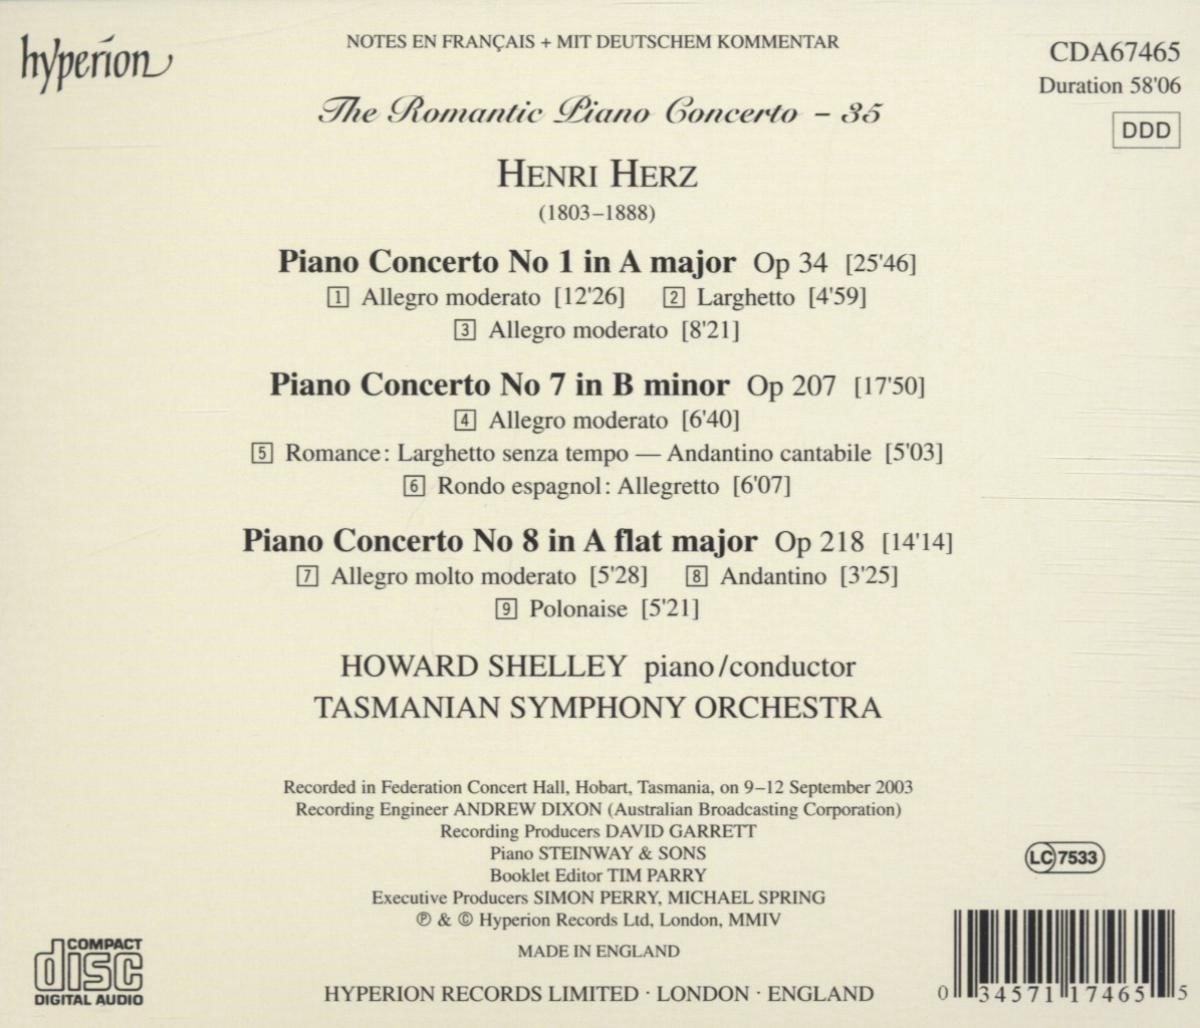 hyperion
NOTES EN FRANÇAIS + MIT DEUTSCHEM KOMMENTAR
CDA67465
Duration 58'06
DDD
The Romantic Piano Concerto – 35
HENRI HERZ
(1803–1888)
Piano Concerto No 1 in A major Op 34 [25'46]
1 Allegro moderato [12'26] 2 Larghetto [4'59]
3 Allegro moderato [8'21]
Piano Concerto No 7 in B minor Op 207 [17'50]
4 Allegro moderato [6'40]
5 Romance: Larghetto senza tempo — Andantino cantabile [5'03]
6 Rondo espagnol: Allegretto [6'07]
Piano Concerto No 8 in A flat major Op 218 [14'14]
7 Allegro molto moderato [5'28] 8 Andantino [3'25]
9 Polonaise [5'21]
HOWARD SHELLEY piano/conductor
TASMANIAN SYMPHONY ORCHESTRA
Recorded in Federation Concert Hall, Hobart, Tasmania, on 9–12 September 2003
Recording Engineer ANDREW DIXON (Australian Broadcasting Corporation)
Recording Producers DAVID GARRETT
Piano STEINWAY & SONS
Booklet Editor TIM PARRY
Executive Producers SIMON PERRY, MICHAEL SPRING
℗ & © Hyperion Records Ltd, London, MMIV
MADE IN ENGLAND
HYPERION RECORDS LIMITED · LONDON · ENGLAND
COMPACT
disc
DIGITAL AUDIO
LC 7533
0 34571 17465 5